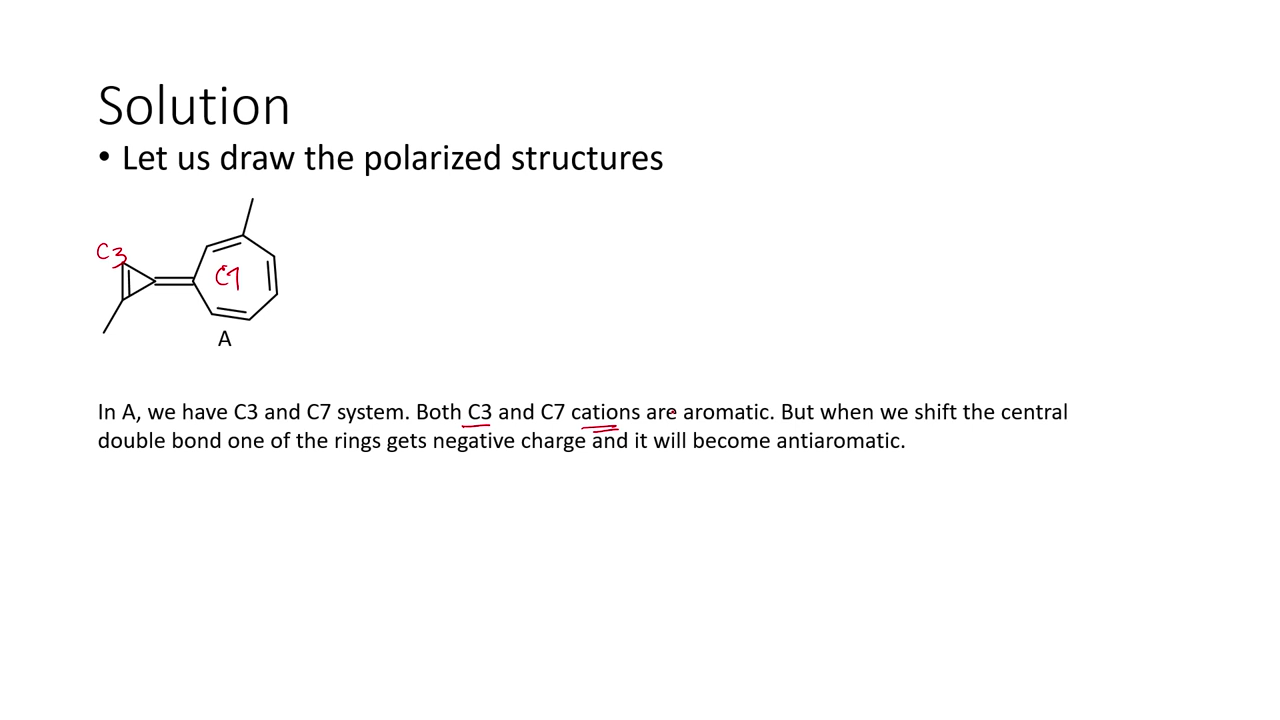 Solution
• Let us draw the polarized structures
C3
C7
A
In A, we have C3 and C7 system. Both C3 and C7 cations are aromatic. But when we shift the central
double bond one of the rings gets negative charge and it will become antiaromatic.